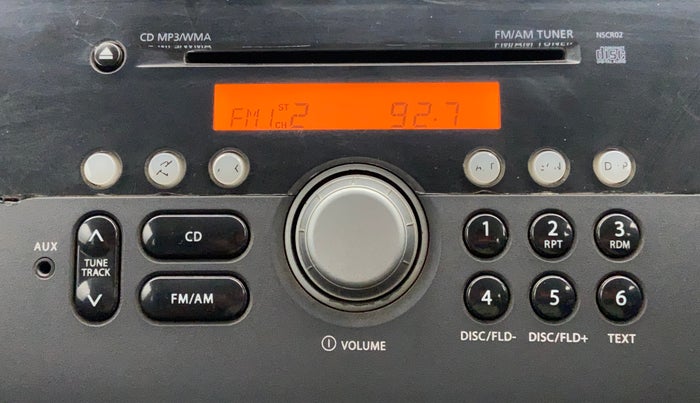 CD MP3/WMA
FM/AM TUNER
NSCR02
disc
FM1 ST CH 2 92.7
AUX
TUNE
TRACK
CD
FM/AM
VOLUME
1
2
RPT
3
RDM
4
5
6
DISC/FLD-
DISC/FLD+
TEXT